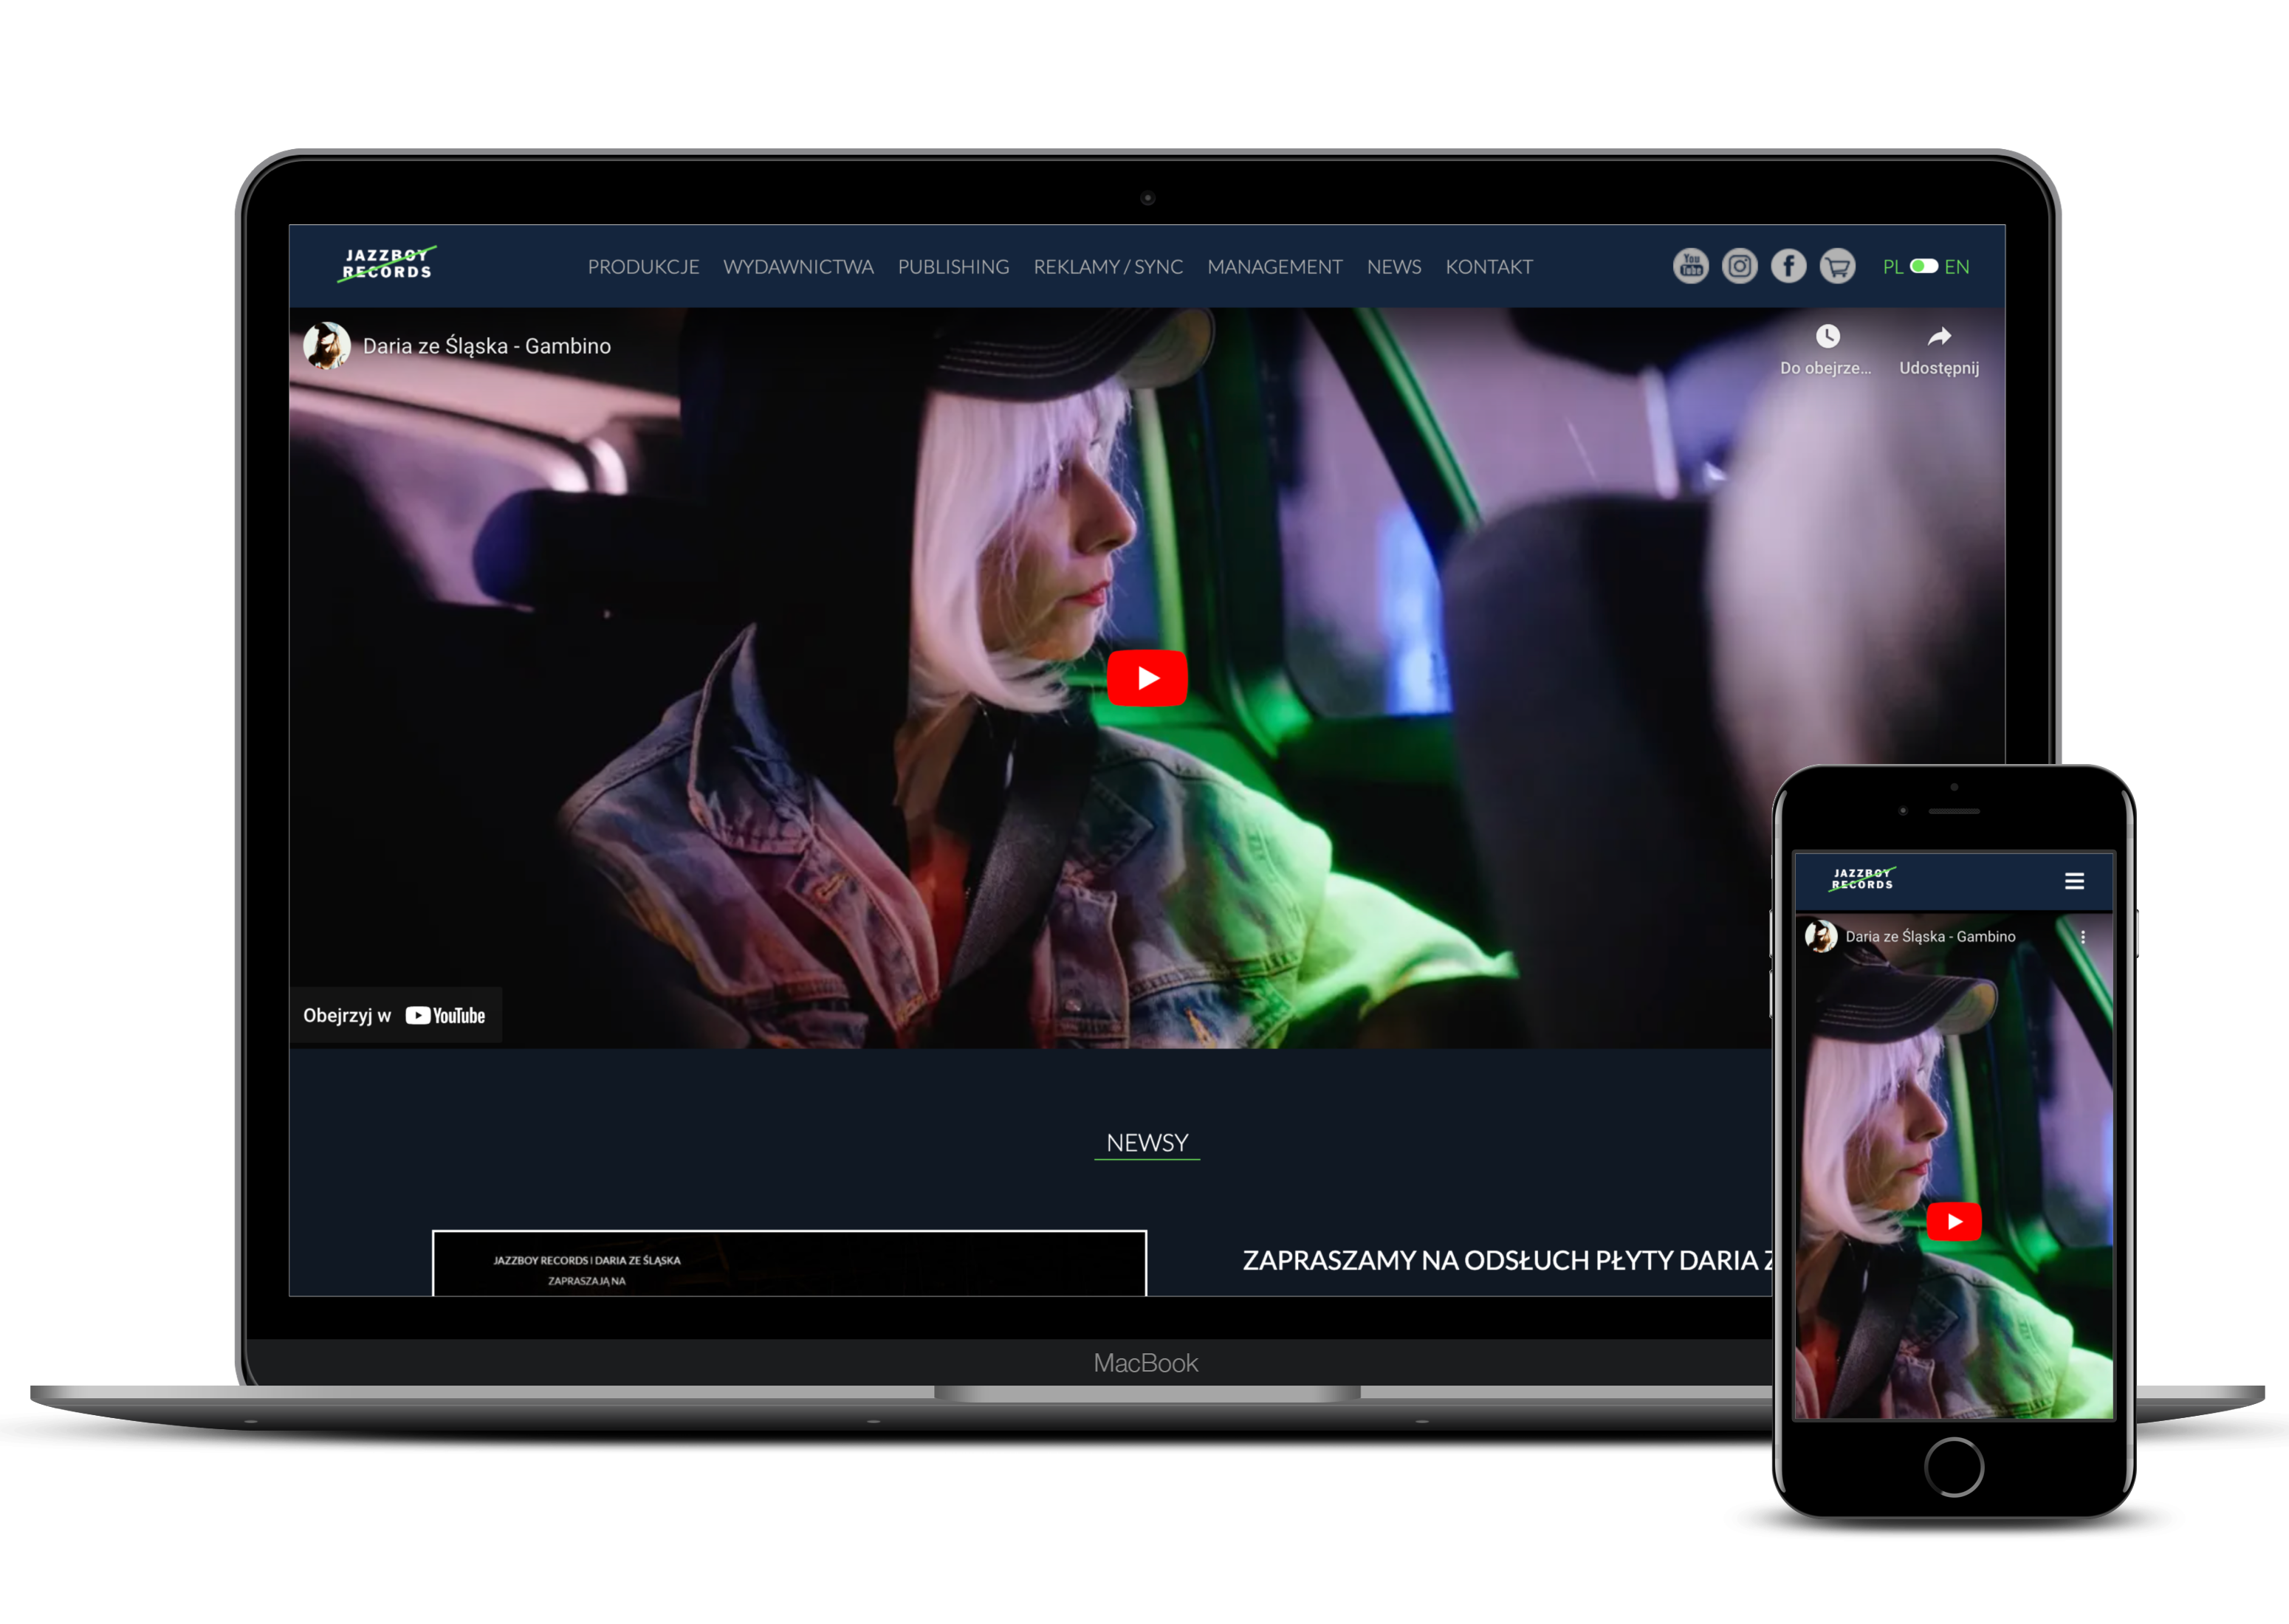 JAZZBOY
RECORDS
PRODUKCJE WYDAWNICTWA PUBLISHING REKLAMY / SYNC MANAGEMENT NEWS KONTAKT
You
Tube
f
PL EN
Daria ze Śląska - Gambino
Do obejrze...
Udostępnij
Obejrzyj w YouTube
NEWSY
JAZZBOY RECORDS I DARIA ZE ŚLĄSKA
ZAPRASZAJĄ NA
ZAPRASZAMY NA ODSŁUCH PŁYTY DARIA Z
MacBook
JAZZBOY
RECORDS
Daria ze Śląska - Gambino